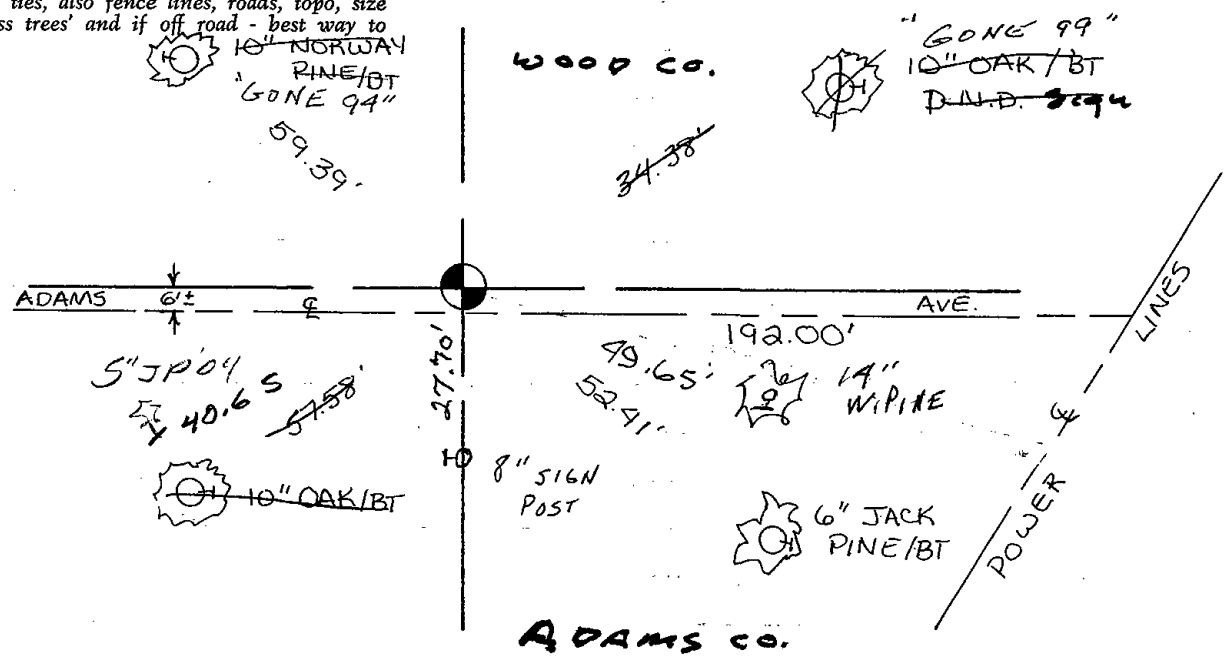 ties, also fence lines, roads, topo, size
ss trees' and if off road - best way to
10" NORWAY
PINE/BT
"GONE 94"
59.39'
WOOD CO.
34.38'
"GONE 99"
10" OAK/BT
D.N.D. Sign
ADAMS
6'±
℄
AVE.
192.00'
LINES
POWER
5" JP '04
40.65
57.58'
27.70'
49.65'
52.41'
14"
W. PINE
10" OAK/BT
8" SIGN
POST
6" JACK
PINE/BT
ADAMS CO.